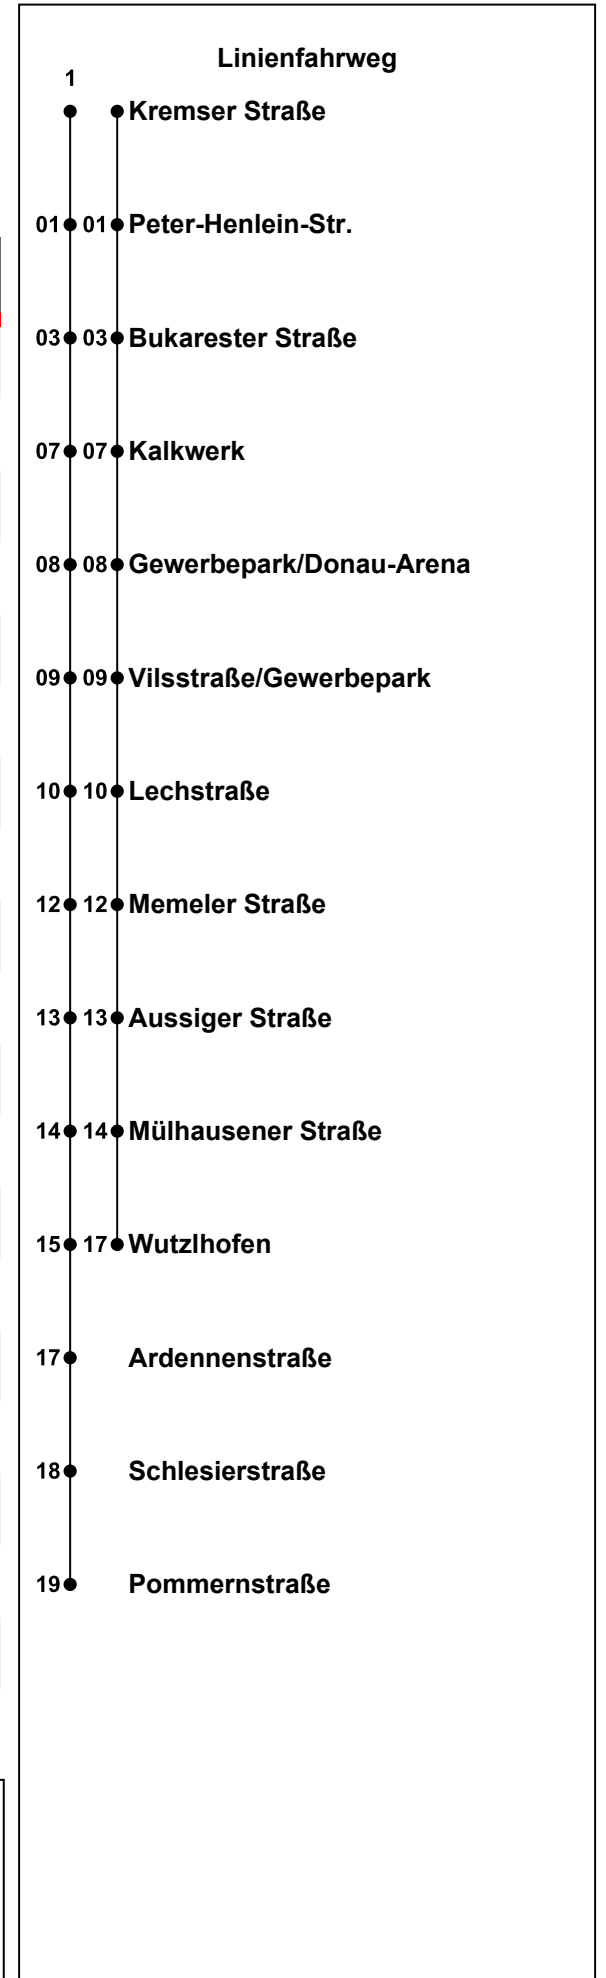 Linienfahrweg
1
Kremser Straße
01 01 Peter-Henlein-Str.
03 03 Bukarester Straße
07 07 Kalkwerk
08 08 Gewerbepark/Donau-Arena
09 09 Vilsstraße/Gewerbepark
10 10 Lechstraße
12 12 Memeler Straße
13 13 Aussiger Straße
14 14 Mülhausener Straße
15 17 Wutzlhofen
17 Ardennenstraße
18 Schlesierstraße
19 Pommernstraße